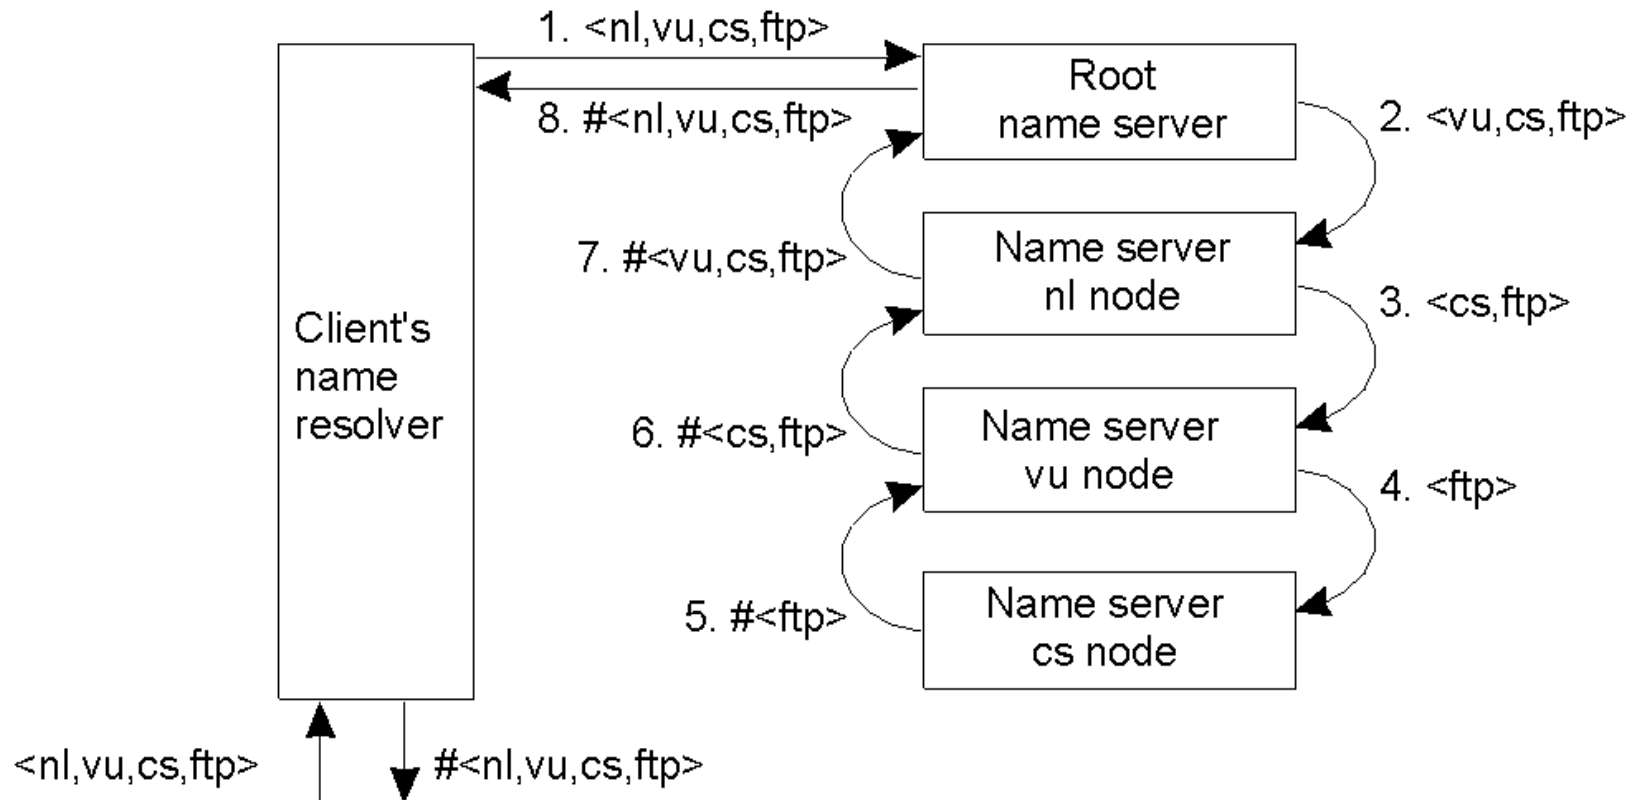 1. <nl,vu,cs,ftp>
Root
name server
2. <vu,cs,ftp>
8. #<nl,vu,cs,ftp>
Name server
nl node
7. #<vu,cs,ftp>
3. <cs,ftp>
Client's
name
resolver
Name server
vu node
6. #<cs,ftp>
4. <ftp>
Name server
cs node
5. #<ftp>
<nl,vu,cs,ftp>
#<nl,vu,cs,ftp>